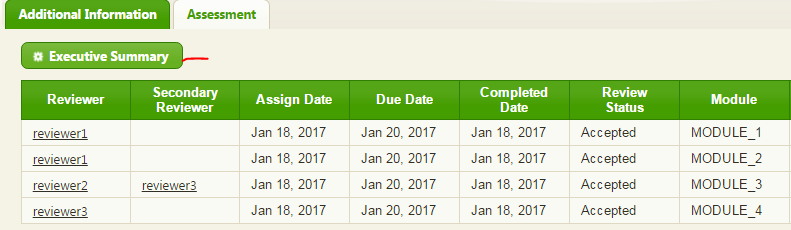 Additional Information Assessment
Executive Summary
Reviewer Secondary Reviewer Assign Date Due Date Completed Date Review Status Module
reviewer1 Jan 18, 2017 Jan 20, 2017 Jan 18, 2017 Accepted MODULE_1
reviewer1 Jan 18, 2017 Jan 20, 2017 Jan 18, 2017 Accepted MODULE_2
reviewer2 reviewer3 Jan 18, 2017 Jan 20, 2017 Jan 18, 2017 Accepted MODULE_3
reviewer3 Jan 18, 2017 Jan 20, 2017 Jan 18, 2017 Accepted MODULE_4